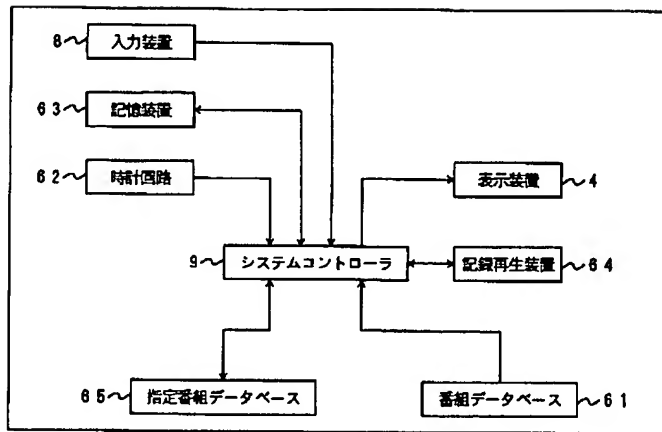 8 入力装置
63 記憶装置
62 時計回路
表示装置 4
9 システムコントローラ
記録再生装置 64
65 指定番組データベース
番組データベース 61